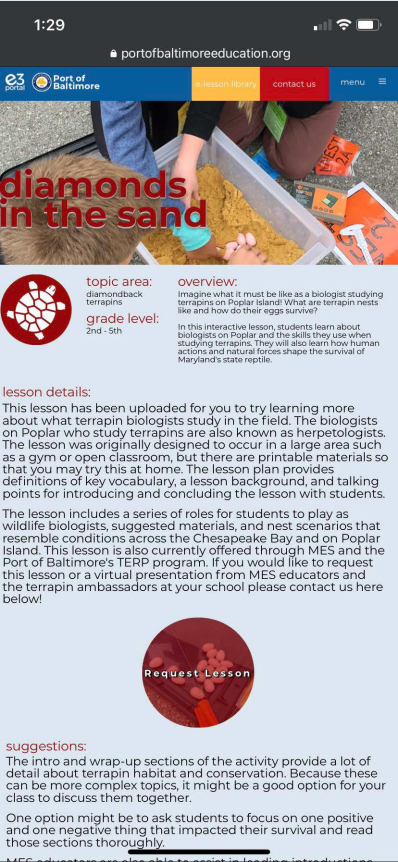 1:29
portofbaltimoreeducation.org
e3
portal
Port of
Baltimore
e-lesson library
contact us
menu
diamonds
in the sand
topic area:
diamondback
terrapins
grade level:
2nd - 5th
overview:
Imagine what it must be like as a biologist studying
terrapins on Poplar Island! What are terrapin nests
like and how do their eggs survive?
In this interactive lesson, students learn about
biologists on Poplar and the skills they use when
studying terrapins. They will also learn how human
actions and natural forces shape the survival of
Maryland's state reptile.
lesson details:
This lesson has been uploaded for you to try learning more
about what terrapin biologists study in the field. The biologists
on Poplar who study terrapins are also known as herpetologists.
The lesson was originally designed to occur in a large area such
as a gym or open classroom, but there are printable materials so
that you may try this at home. The lesson plan provides
definitions of key vocabulary, a lesson background, and talking
points for introducing and concluding the lesson with students.
The lesson includes a series of roles for students to play as
wildlife biologists, suggested materials, and nest scenarios that
resemble conditions across the Chesapeake Bay and on Poplar
Island. This lesson is also currently offered through MES and the
Port of Baltimore's TERP program. If you would like to request
this lesson or a virtual presentation from MES educators and
the terrapin ambassadors at your school please contact us here
below!
Request Lesson
suggestions:
The intro and wrap-up sections of the activity provide a lot of
detail about terrapin habitat and conservation. Because these
can be more complex topics, it might be a good option for your
class to discuss them together.
One option might be to ask students to focus on one positive
and one negative thing that impacted their survival and read
those sections thoroughly.
MES educators are also able to assist in leading introductions